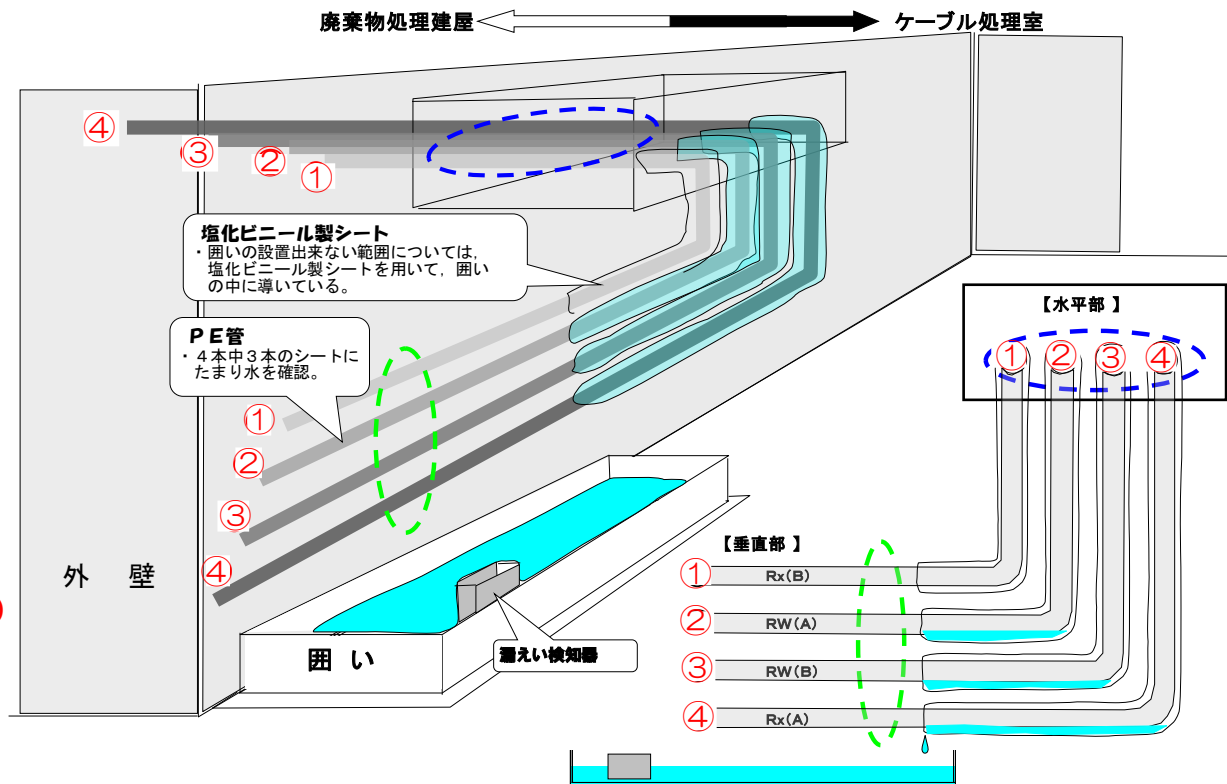 廃棄物処理建屋 ケーブル処理室
④
③
②
①
塩化ビニール製シート
・囲いの設置出来ない範囲については,
塩化ビニール製シートを用いて,囲い
の中に導いている。
PE管
・4本中3本のシートに
たまり水を確認。
①
②
③
④
外 壁
囲 い
漏えい検知器
【水平部】
① ② ③ ④
【垂直部】
① Rx(B)
② RW(A)
③ RW(B)
④ Rx(A)